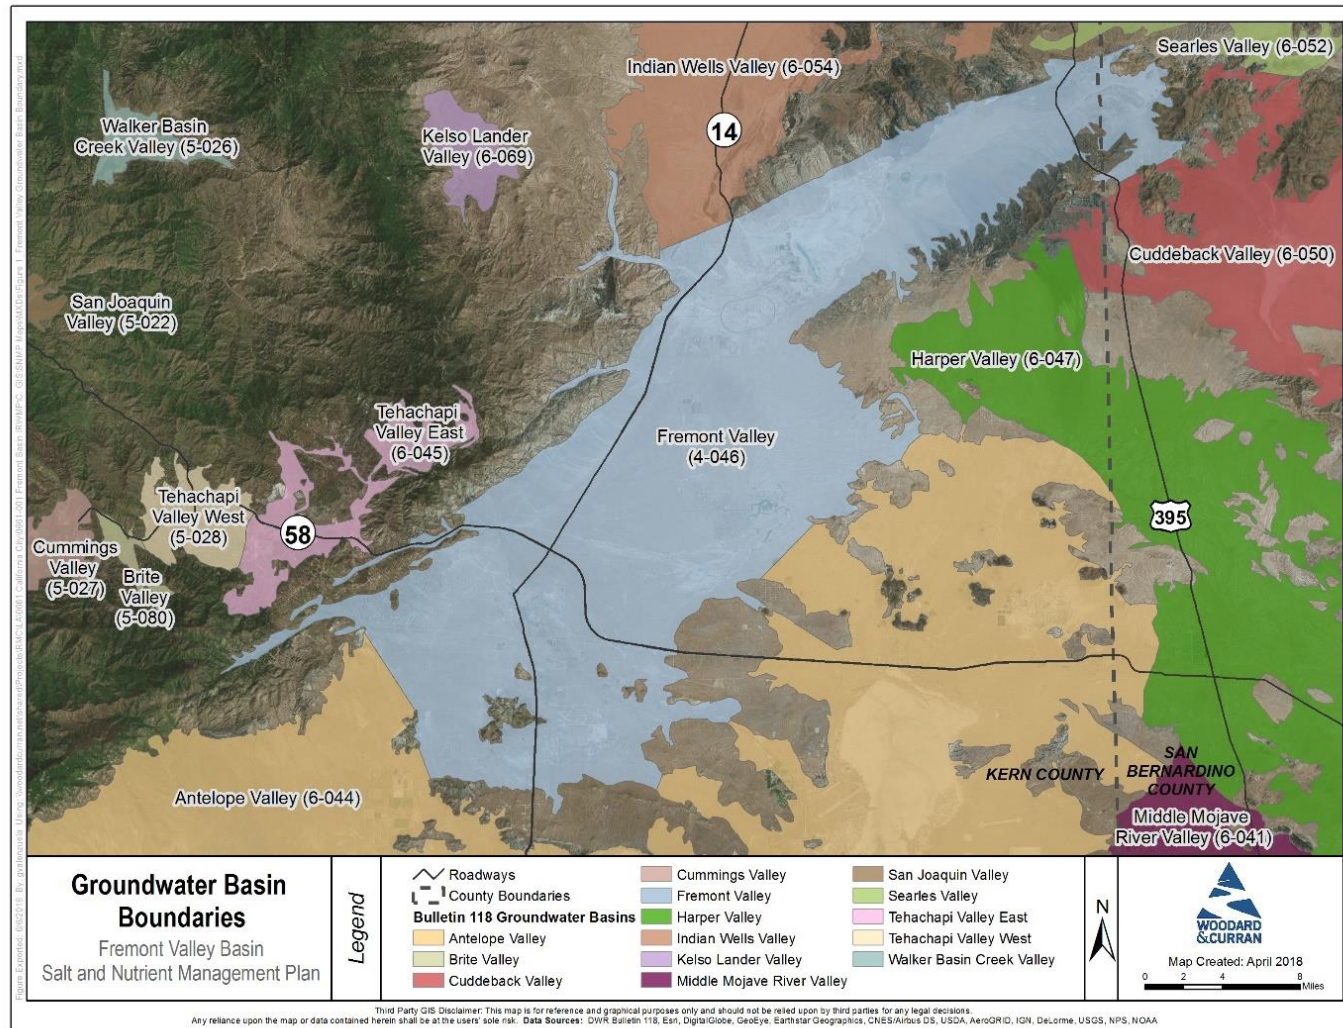 Searles Valley (6-052)
Indian Wells Valley (6-054)
14
Walker Basin
Creek Valley (5-026)
Kelso Lander
Valley (6-069)
Cuddeback Valley (6-050)
San Joaquin
Valley (5-022)
Harper Valley (6-047)
Tehachapi
Valley East
(6-045)
Fremont Valley
(4-046)
Tehachapi
Valley West
(5-028)
58
395
Cummings
Valley
(5-027)
Brite
Valley
(5-080)
KERN COUNTY
SAN
BERNARDINO
COUNTY
Antelope Valley (6-044)
Middle Mojave
River Valley (6-041)
Groundwater Basin
Boundaries
Fremont Valley Basin
Salt and Nutrient Management Plan
Legend
Roadways
County Boundaries
Bulletin 118 Groundwater Basins
Antelope Valley
Brite Valley
Cuddeback Valley
Cummings Valley
Fremont Valley
Harper Valley
Indian Wells Valley
Kelso Lander Valley
Middle Mojave River Valley
San Joaquin Valley
Searles Valley
Tehachapi Valley East
Tehachapi Valley West
Walker Basin Creek Valley
N
WOODARD
&CURRAN
Map Created: April 2018
0 2 4 8
Miles
Third Party GIS Disclaimer: This map is for reference and graphical purposes only and should not be relied upon by third parties for any legal decisions.
Any reliance upon the map or data contained herein shall be at the users' sole risk. Data Sources: DWR Bulletin 118, Esri, DigitalGlobe, GeoEye, Earthstar Geographics, CNES/Airbus DS, USDA, AeroGRID, IGN, DeLorme, USGS, NPS, NOAA